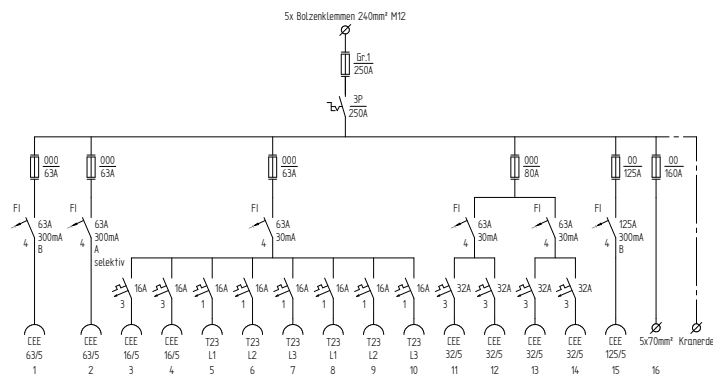 5x Bolzenklemmen 240mm² M12
Gr.1
250A
3P
250A
000 000 000 000 00 00
63A 63A 63A 80A 125A 160A
FI FI FI FI FI FI
63A 63A 63A 63A 63A 125A
300mA 300mA 30mA 30mA 30mA 300mA
4 4 4 4 4 4
B A B
selektiv
16A 16A 16A 16A 16A 16A 16A 16A 32A 32A 32A 32A
3 3 1 1 1 1 1 1 3 3 3 3
CEE CEE CEE CEE T23 T23 T23 T23 T23 T23 CEE CEE CEE CEE CEE 5x70mm² Kranerde
63/5 63/5 16/5 16/5 L1 L2 L3 L1 L2 L3 32/5 32/5 32/5 32/5 125/5
1 2 3 4 5 6 7 8 9 10 11 12 13 14 15 16